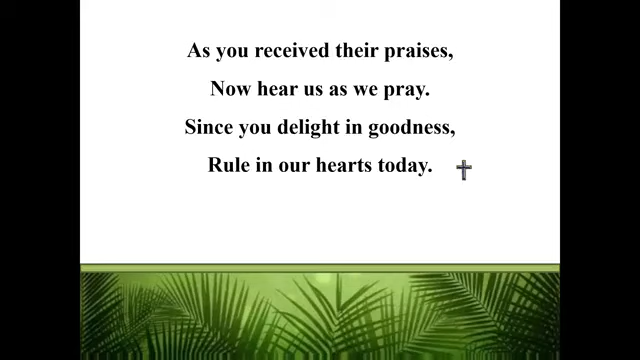 As you received their praises,
Now hear us as we pray.
Since you delight in goodness,
Rule in our hearts today.